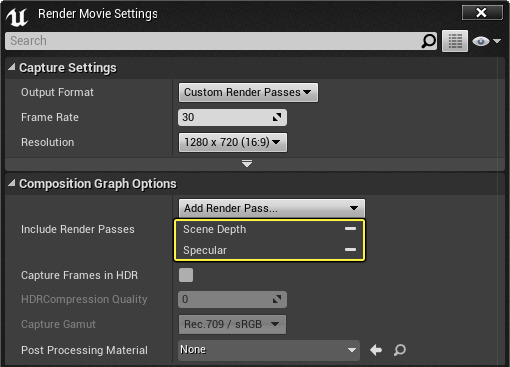 Render Movie Settings
Search
Capture Settings
Output Format Custom Render Passes
Frame Rate 30
Resolution 1280 x 720 (16:9)
Composition Graph Options
Add Render Pass...
Include Render Passes Scene Depth
Specular
Capture Frames in HDR
HDRCompression Quality 0
Capture Gamut Rec.709 / sRGB
Post Processing Material None